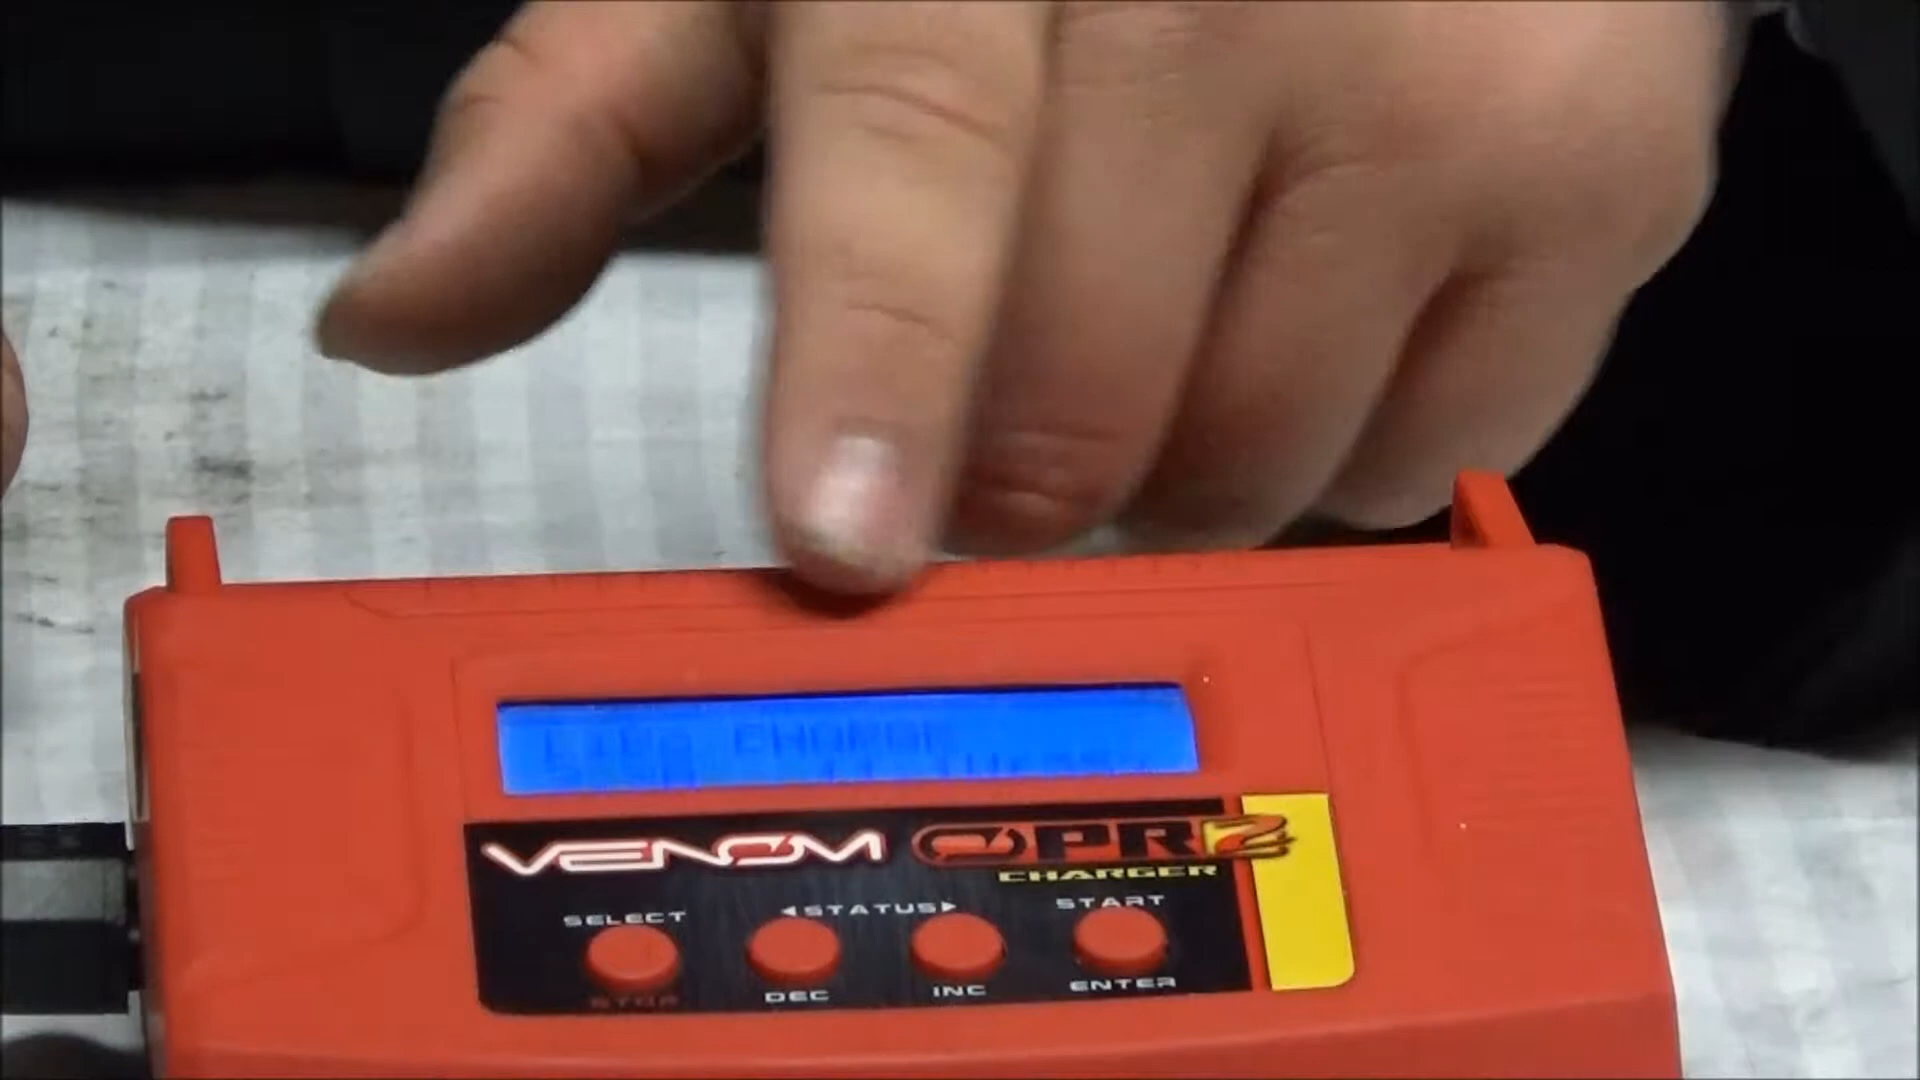 LiPo CHARGE
VENOM PR2
CHARGER
SELECT
◄STATUS►
START
STOP
DEC
INC
ENTER